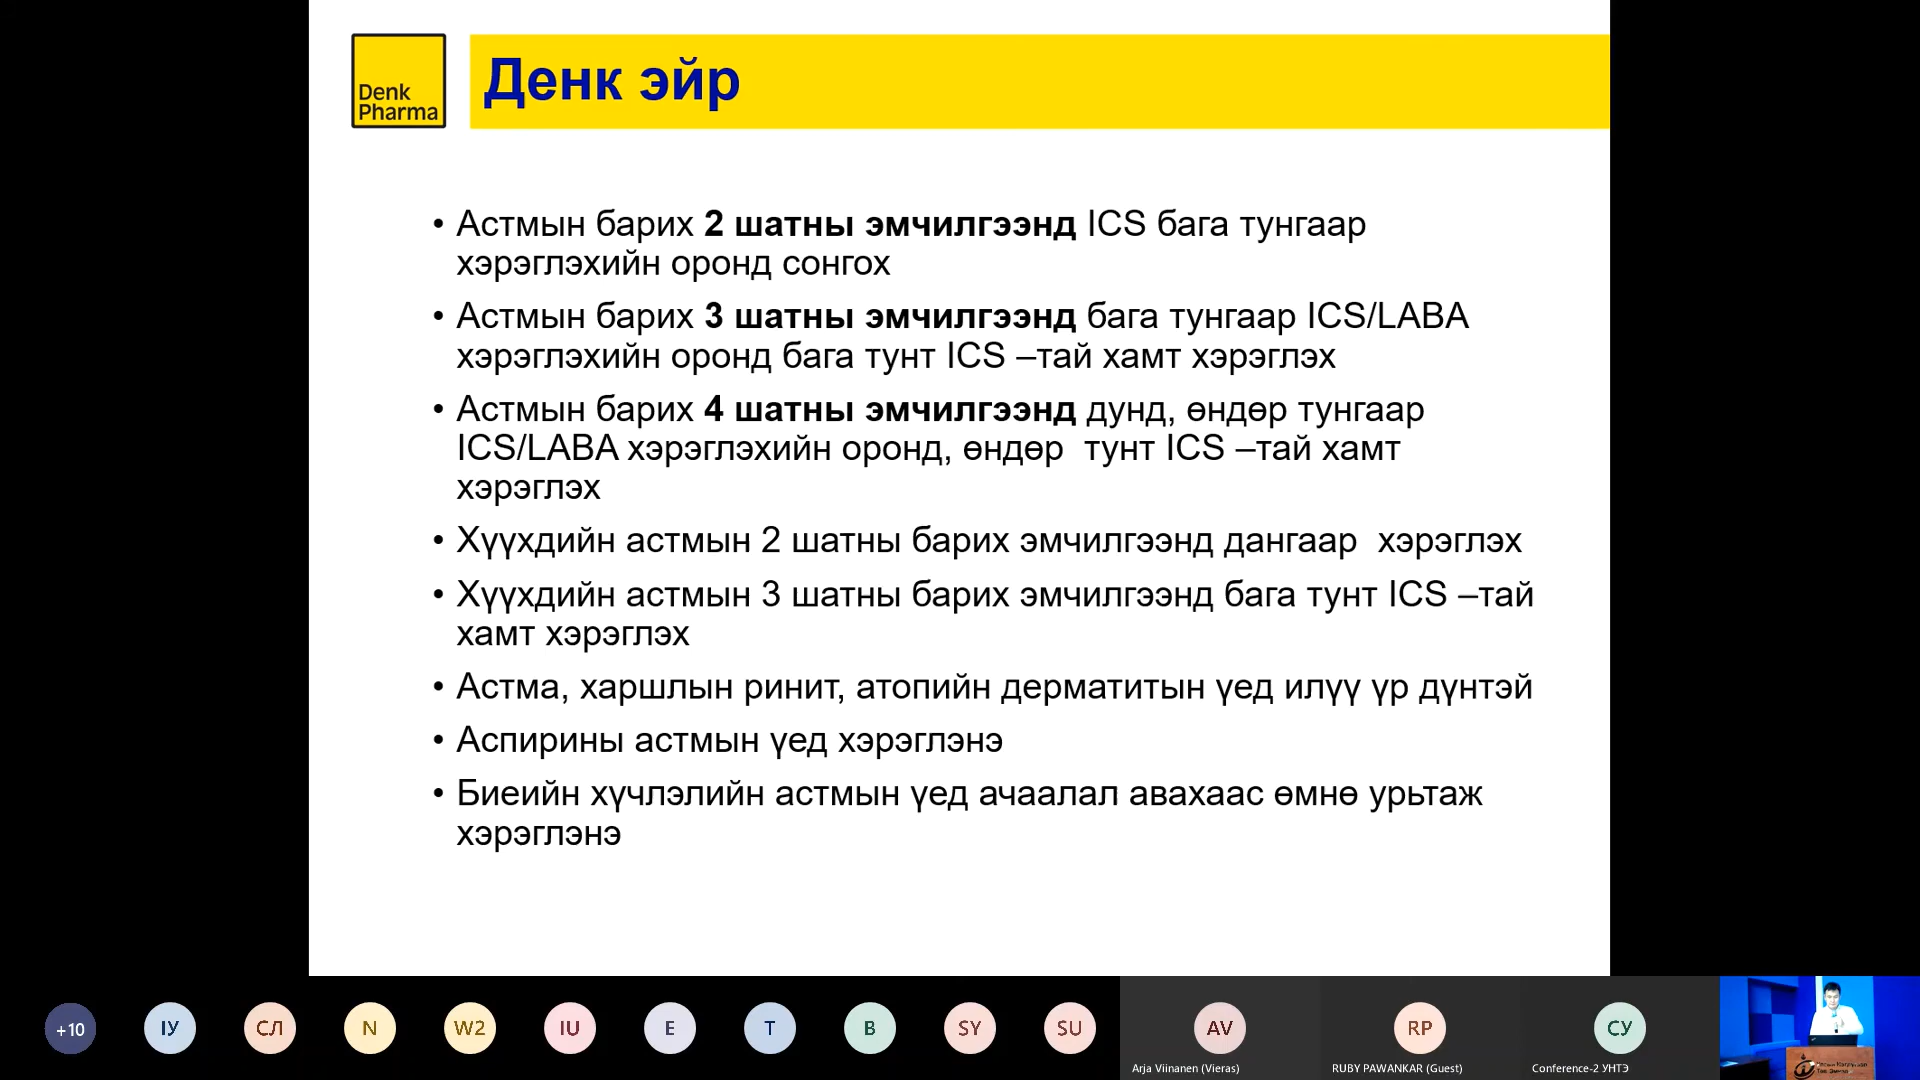 Denk
Pharma
Денк эйр
• Астмын барих 2 шатны эмчилгээнд ICS бага тунгаар
хэрэглэхийн оронд сонгох
• Астмын барих 3 шатны эмчилгээнд бага тунгаар ICS/LABA
хэрэглэхийн оронд бага тунт ICS –тай хамт хэрэглэх
• Астмын барих 4 шатны эмчилгээнд дунд, өндөр тунгаар
ICS/LABA хэрэглэхийн оронд, өндөр  тунт ICS –тай хамт
хэрэглэх
• Хүүхдийн астмын 2 шатны барих эмчилгээнд дангаар  хэрэглэх
• Хүүхдийн астмын 3 шатны барих эмчилгээнд бага тунт ICS –тай
хамт хэрэглэх
• Астма, харшлын ринит, атопийн дерматитын үед илүү үр дүнтэй
• Аспирины астмын үед хэрэглэнэ
• Биеийн хүчлэлийн астмын үед ачаалал авахаас өмнө урьтаж
хэрэглэнэ
+10 ІУ СЛ N W2 IU E T B SY SU AV RP СУ
Arja Viinanen (Vieras) RUBY PAWANKAR (Guest) Conference-2 УНТЭ